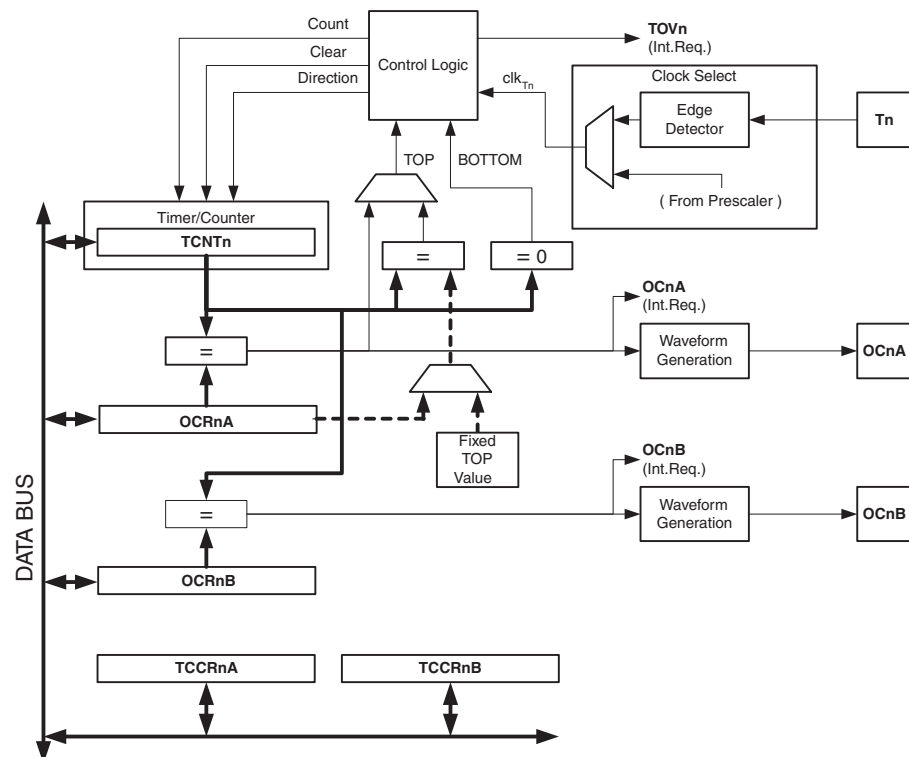 Count
Clear
Direction
Control Logic
TOVn
(Int.Req.)
clkTn
Clock Select
Edge
Detector
Tn
( From Prescaler )
TOP
BOTTOM
Timer/Counter
TCNTn
=
= 0
OCnA
(Int.Req.)
=
Waveform
Generation
OCnA
OCRnA
Fixed
TOP
Value
OCnB
(Int.Req.)
=
Waveform
Generation
OCnB
OCRnB
DATA BUS
TCCRnA
TCCRnB